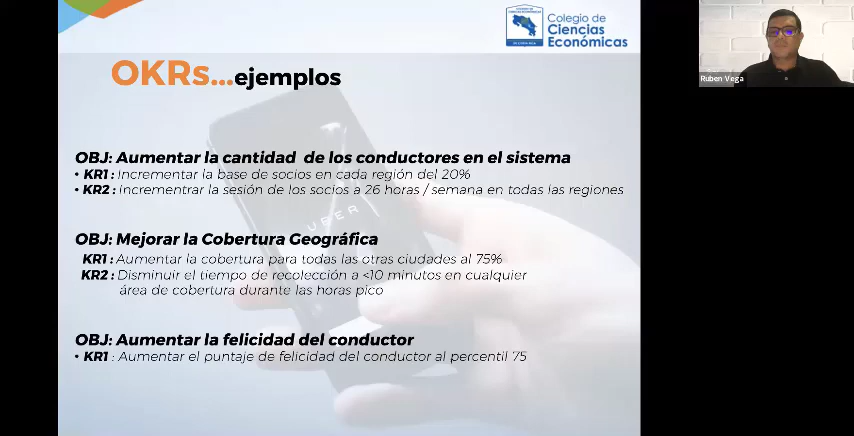 Colegio de
Ciencias
Económicas
Ruben Vega
OKRs...ejemplos
OBJ: Aumentar la cantidad de los conductores en el sistema
• KR1 : Incrementar la base de socios en cada región del 20%
• KR2 : Incrementrar la sesión de los socios a 26 horas / semana en todas las regiones
UBER
OBJ: Mejorar la Cobertura Geográfica
KR1 : Aumentar la cobertura para todas las otras ciudades al 75%
KR2 : Disminuir el tiempo de recolección a <10 minutos en cualquier
área de cobertura durante las horas pico
OBJ: Aumentar la felicidad del conductor
• KR1 : Aumentar el puntaje de felicidad del conductor al percentil 75